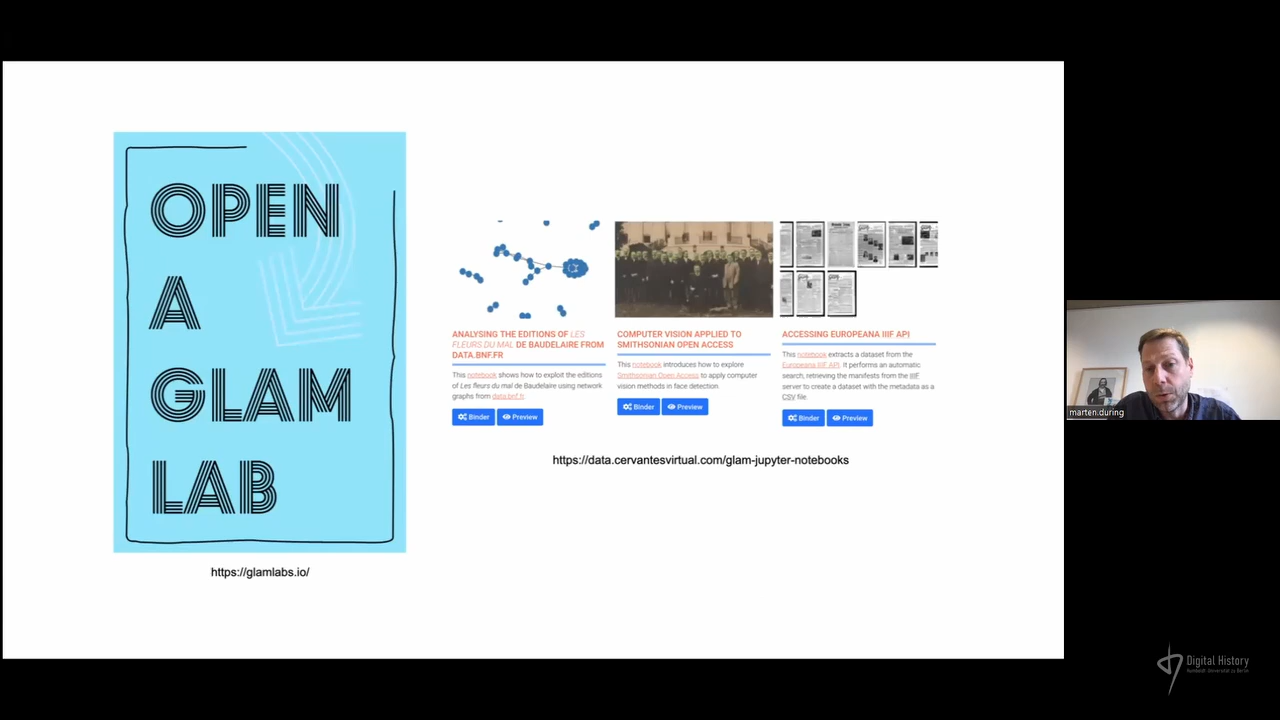 OPEN
A
GLAM
LAB
https://glamlabs.io/
ANALYSING THE EDITIONS OF LES
FLEURS DU MAL DE BAUDELAIRE FROM
DATA.BNF.FR
This notebook shows how to exploit the editions
of Les fleurs du mal de Baudelaire using network
graphs from data.bnf.fr.
Binder Preview
COMPUTER VISION APPLIED TO
SMITHSONIAN OPEN ACCESS
This notebook introduces how to explore
Smithsonian Open Access to apply computer
vision methods in face detection
Binder Preview
ACCESSING EUROPEANA IIIF API
This notebook extracts a dataset from the
Europeana IIIF API. It performs an automatic
search, retrieving the manifests from the IIIF
server to create a dataset with the metadata as a
CSV file.
Binder Preview
https://data.cervantesvirtual.com/glam-jupyter-notebooks
marten.during
Digital History
Humboldt-Universität zu Berlin